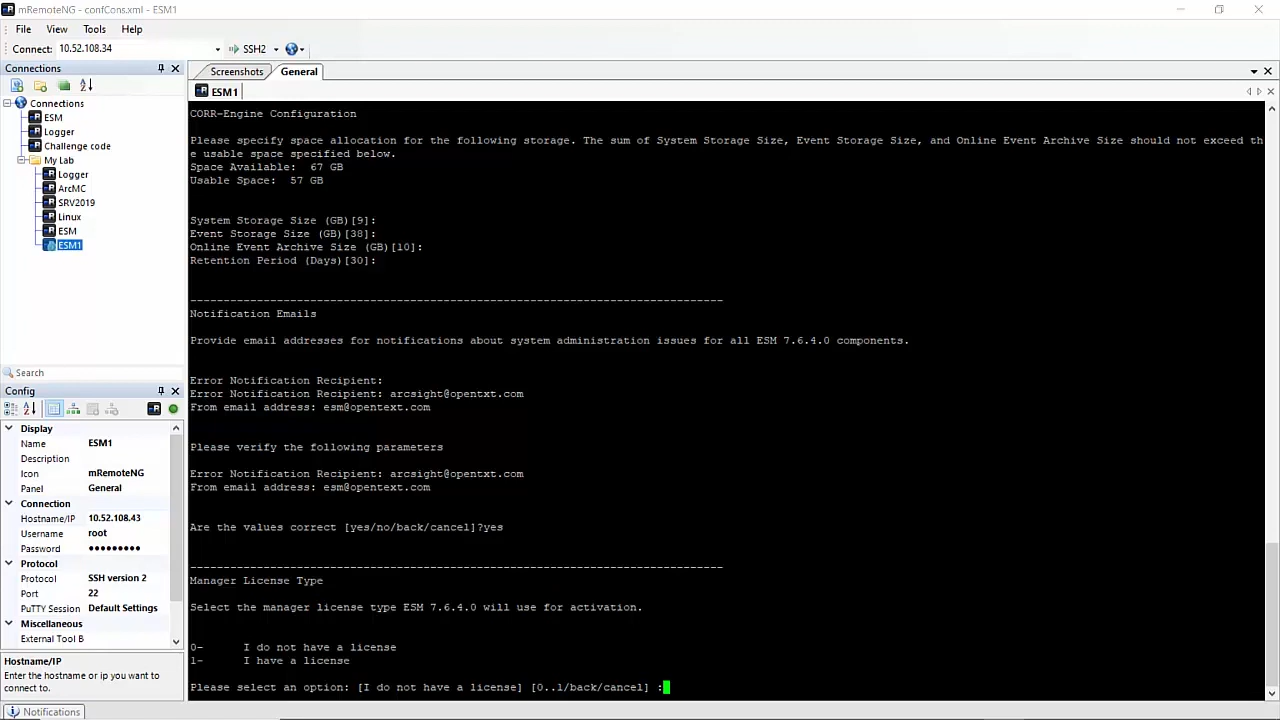 mRemoteNG - confCons.xml - ESM1
File View Tools Help
Connect: 10.52.108.34 SSH2
Connections
Connections
ESM
Logger
Challenge code
My Lab
Logger
ArcMC
SRV2019
Linux
ESM
ESM1
Search
Config
Display
Name ESM1
Description
Icon mRemoteNG
Panel General
Connection
Hostname/IP 10.52.108.43
Username root
Password ●●●●●●●●●
Protocol
Protocol SSH version 2
Port 22
PuTTY Session Default Settings
Miscellaneous
External Tool B
Hostname/IP
Enter the hostname or ip you want to
connect to.
Notifications
Screenshots General
ESM1
CORR-Engine Configuration
Please specify space allocation for the following storage. The sum of System Storage Size, Event Storage Size, and Online Event Archive Size should not exceed th
e usable space specified below.
Space Available:  67 GB
Usable Space:  57 GB
System Storage Size (GB)[9]:
Event Storage Size (GB)[38]:
Online Event Archive Size (GB)[10]:
Retention Period (Days)[30]:
--------------------------------------------------------------------------------
Notification Emails
Provide email addresses for notifications about system administration issues for all ESM 7.6.4.0 components.
Error Notification Recipient:
Error Notification Recipient: arcsight@opentxt.com
From email address: esm@opentext.com
Please verify the following parameters
Error Notification Recipient: arcsight@opentxt.com
From email address: esm@opentext.com
Are the values correct [yes/no/back/cancel]?yes
--------------------------------------------------------------------------------
Manager License Type
Select the manager license type ESM 7.6.4.0 will use for activation.
0-      I do not have a license
1-      I have a license
Please select an option: [I do not have a license] [0..1/back/cancel] :